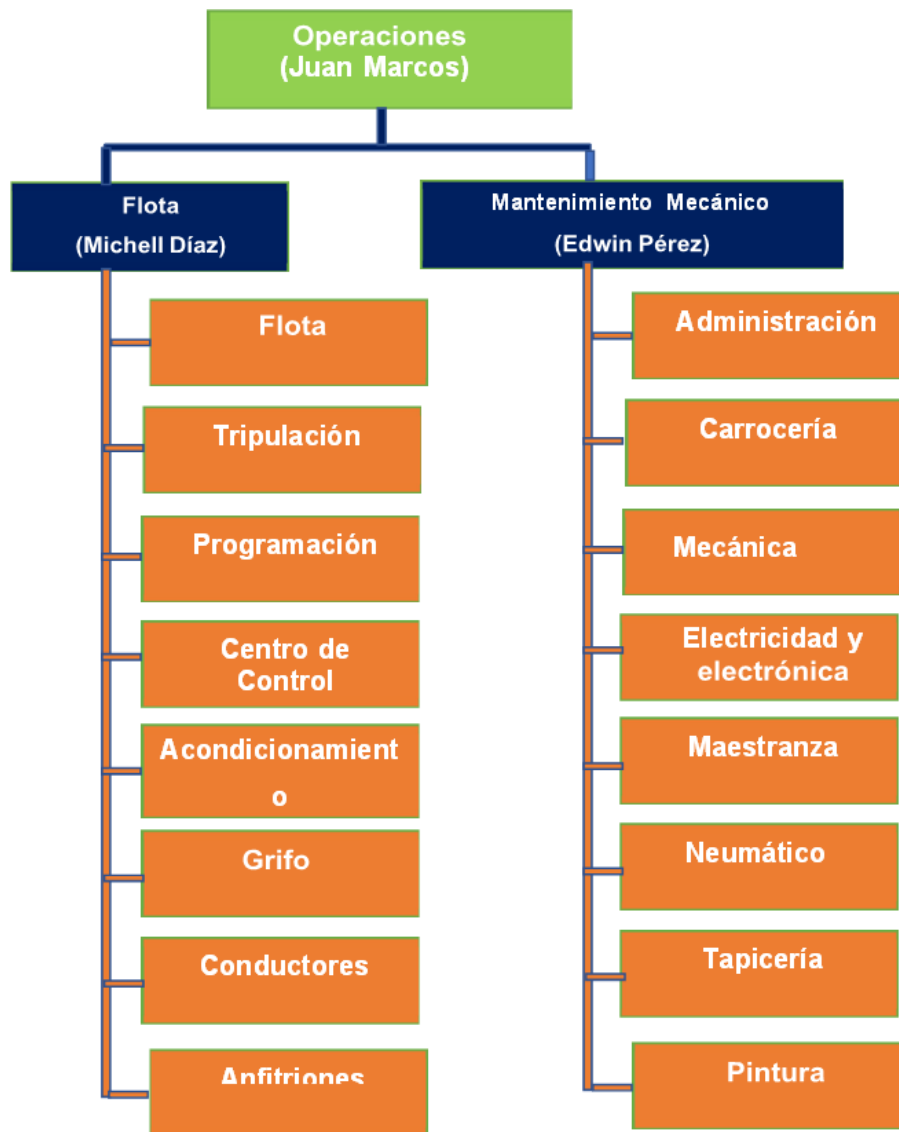 Operaciones
(Juan Marcos)
Flota
(Michell Díaz)
Mantenimiento Mecánico
(Edwin Pérez)
Flota
Tripulación
Programación
Centro de
Control
Acondicionamient
o
Grifo
Conductores
Anfitriones
Administración
Carrocería
Mecánica
Electricidad y
electrónica
Maestranza
Neumático
Tapicería
Pintura